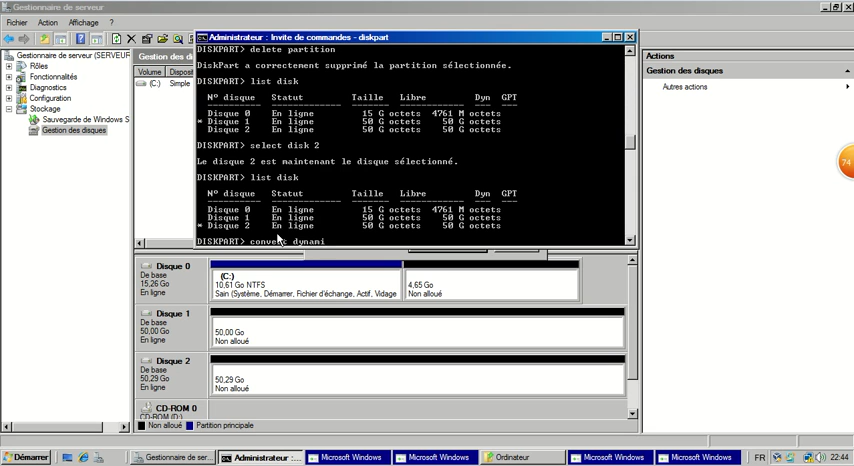 Gestionnaire de serveur
Fichier Action Affichage ?
Gestionnaire de serveur (SERVEUR
Rôles
Fonctionnalités
Diagnostics
Configuration
Stockage
Sauvegarde de Windows S
Gestion des disques
Gestion des di
Volume Disposit
(C:) Simple
Administrateur : Invite de commandes - diskpart
DISKPART> delete partition
DiskPart a correctement supprimé la partition sélectionnée.
DISKPART> list disk
N° disque Statut Taille Libre Dyn GPT
Disque 0 En ligne 15 G octets 4761 M octets
* Disque 1 En ligne 50 G octets 50 G octets
Disque 2 En ligne 50 G octets 50 G octets
DISKPART> select disk 2
Le disque 2 est maintenant le disque sélectionné.
DISKPART> list disk
N° disque Statut Taille Libre Dyn GPT
Disque 0 En ligne 15 G octets 4761 M octets
Disque 1 En ligne 50 G octets 50 G octets
* Disque 2 En ligne 50 G octets 50 G octets
DISKPART> convert dynami
Actions
Gestion des disques
Autres actions
74
Disque 0
De base
15,26 Go
En ligne
(C:)
10,61 Go NTFS
Sain (Système, Démarrer, Fichier d'échange, Actif, Vidage
4,65 Go
Non alloué
Disque 1
De base
50,00 Go
En ligne
50,00 Go
Non alloué
Disque 2
De base
50,29 Go
En ligne
50,29 Go
Non alloué
CD-ROM 0
CD-ROM (D:)
Non alloué Partition principale
Démarrer Gestionnaire de ser... Administrateur :... Microsoft Windows Microsoft Windows Ordinateur Microsoft Windows Microsoft Windows FR 22:44